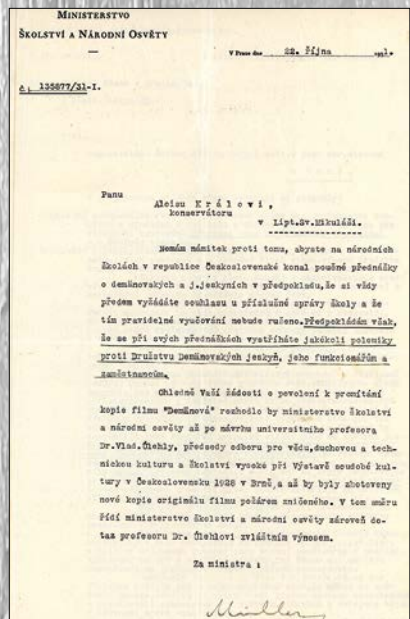 MINISTERSTVO
ŠKOLSTVÍ A NÁRODNÍ OSVĚTY
V Praze dne 22. října 1931.
č. 135877/31-I.
Panu
Aloisu Královi,
konservátoru
v Lipt.Sv.Mikuláši.
Nemám námitek proti tomu, abyste na národních
školách v republice Československé konal poučné přednášky
o demänovských a j.jeskyních v předpokladu,že si vždy
předem vyžádáte souhlasu u příslušné správy školy a že
tím pravidelné vyučování nebude rušeno.Předpokládám však,
že se při svých přednáškách vystříháte jakékoli polemiky
proti Družstvu Demänovských jeskyň, jeho funkcionářům a
zaměstnancům.
Ohledně Vaší žádosti o povolení k promítání
kopie filmu "Demänová" rozhodlo by ministerstvo školství
a národní osvěty až po návrhu universitního profesora
Dr.Vlad.Úlehly, předsedy odboru pro vědu,duchovou a tech-
nickou kulturu a školství vysoké při Výstavě soudobé kul-
tury v Československu 1928 v Brně,a až by byly zhotoveny
nové kopie originálu filmu požárem zničeného. V tom směru
řídí ministerstvo školství a národní osvěty zároveň do-
taz profesoru Dr. Úlehlovi zvláštním výnosem.
Za ministra :
Müller